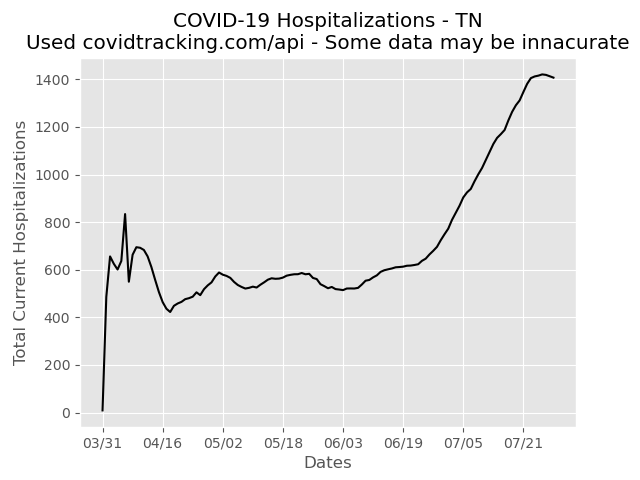 COVID-19 Hospitalizations - TN
Used covidtracking.com/api - Some data may be innacurate
Total Current Hospitalizations
1400
1200
1000
800
600
400
200
0
03/31 04/16 05/02 05/18 06/03 06/19 07/05 07/21
Dates